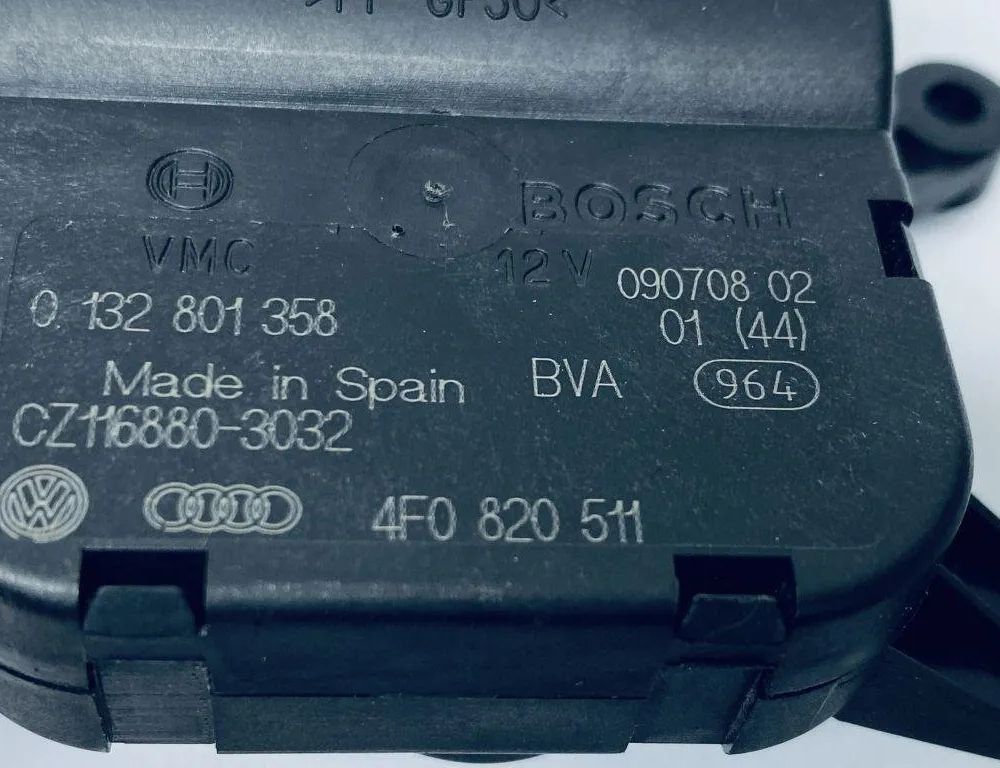 BOSCH
VMC
12V
090708 02
0 132 801 358
01 (44)
Made in Spain
BVA
964
CZ116880-3032
4F0 820 511